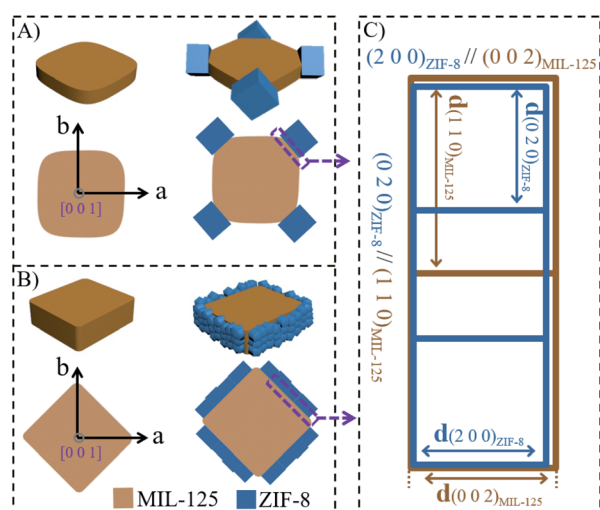 A)
b
a
[0 0 1]
B)
b
a
[0 0 1]
MIL-125 ZIF-8
C)
(2 0 0)ZIF-8 // (0 0 2)MIL-125
(0 2 0)ZIF-8 // (1 1 0)MIL-125
d(1 1 0)MIL-125
d(0 2 0)ZIF-8
d(2 0 0)ZIF-8
d(0 0 2)MIL-125